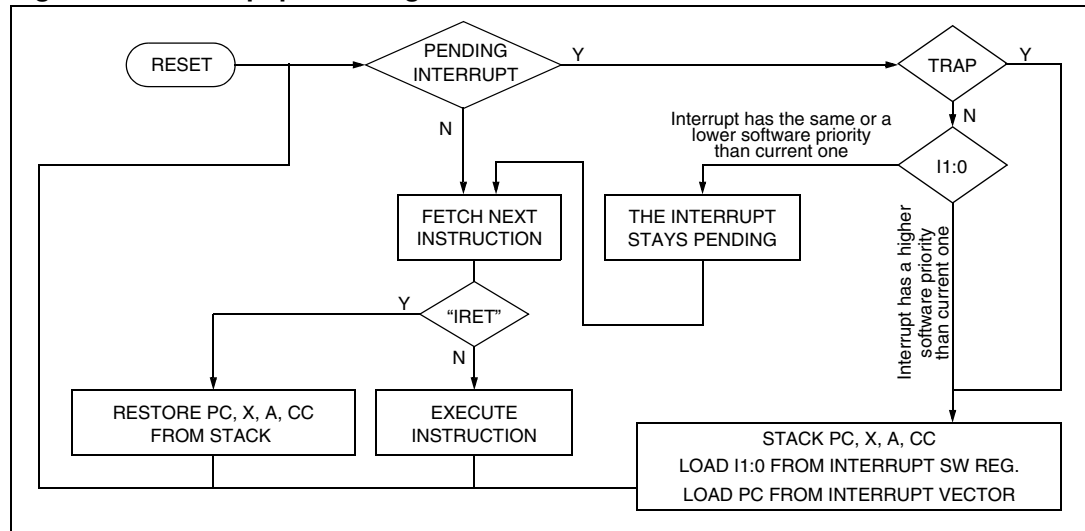 RESET
PENDING
INTERRUPT
Y
TRAP
Y
N
Interrupt has the same or a
lower software priority
than current one
N
I1:0
FETCH NEXT
INSTRUCTION
THE INTERRUPT
STAYS PENDING
Interrupt has a higher
software priority
than current one
Y
“IRET”
N
RESTORE PC, X, A, CC
FROM STACK
EXECUTE
INSTRUCTION
STACK PC, X, A, CC
LOAD I1:0 FROM INTERRUPT SW REG.
LOAD PC FROM INTERRUPT VECTOR